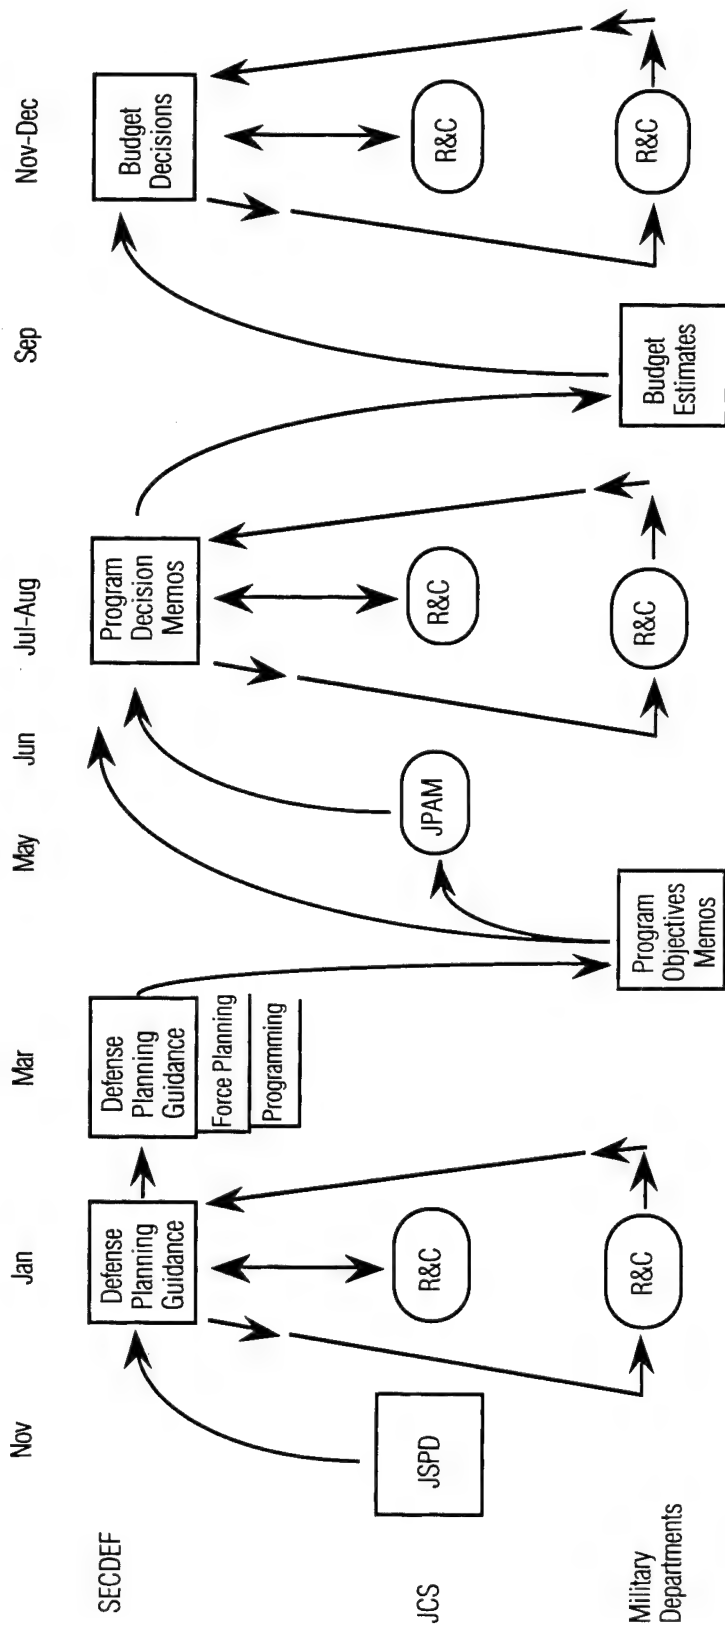 Nov
Jan
Mar
May
Jun
Jul-Aug
Sep
Nov-Dec
SECDEF
Defense
Planning
Guidance
Defense
Planning
Guidance
Force Planning
Programming
Program
Decision
Memos
Budget
Decisions
JCS
JSPD
R&C
JPAM
R&C
R&C
Military
Departments
R&C
Program
Objectives
Memos
R&C
Budget
Estimates
R&C